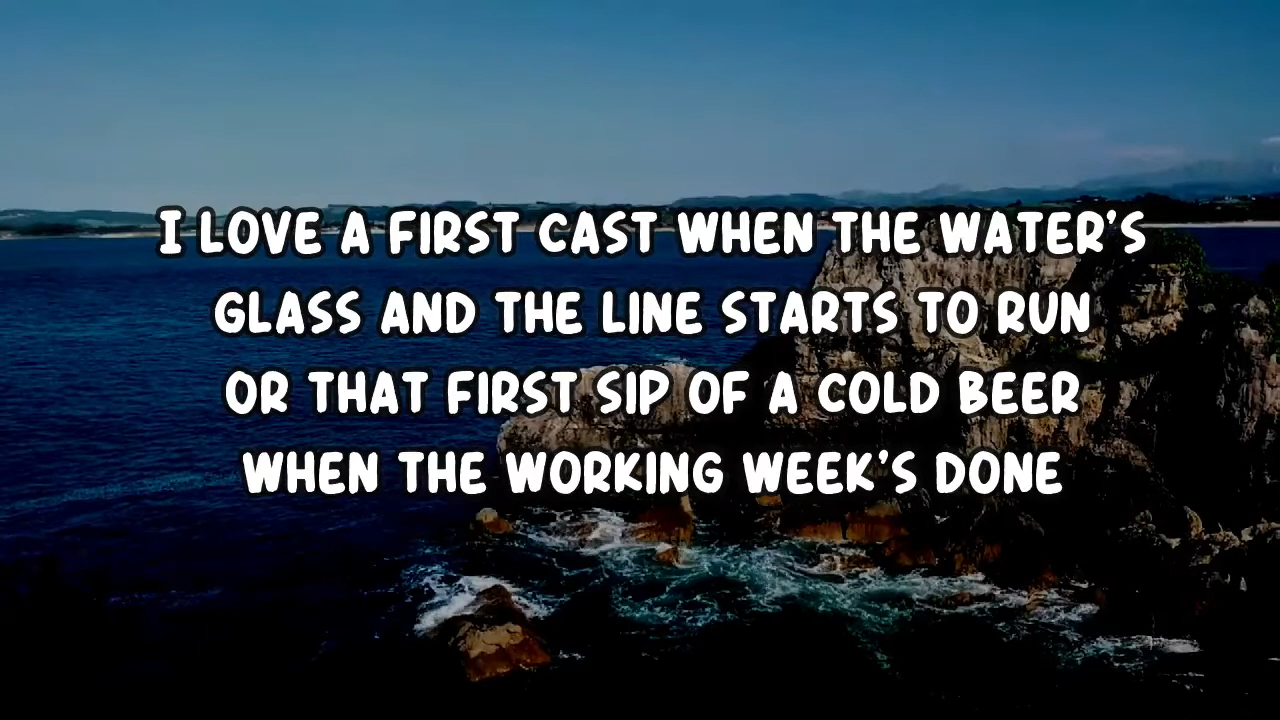 I LOVE A FIRST CAST WHEN THE WATER'S
GLASS AND THE LINE STARTS TO RUN
OR THAT FIRST SIP OF A COLD BEER
WHEN THE WORKING WEEK'S DONE